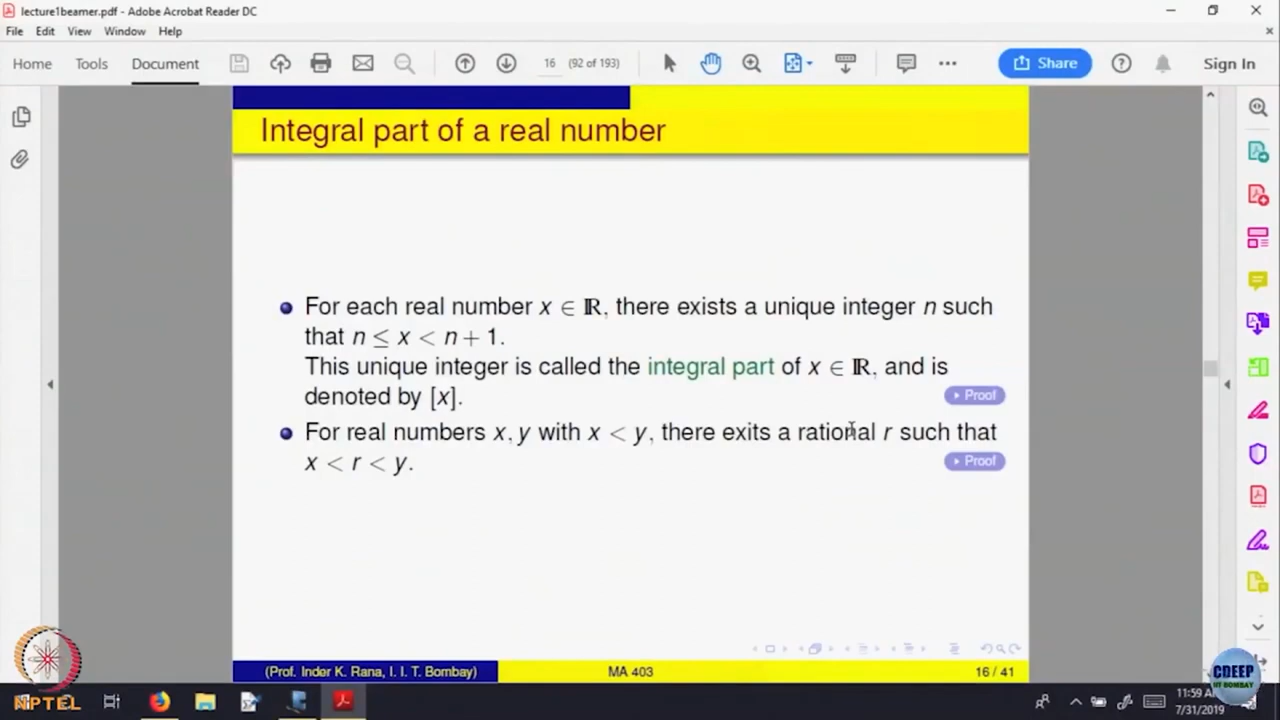 lecture1beamer.pdf - Adobe Acrobat Reader DC
File Edit View Window Help
Home Tools Document 16 (92 of 193) Share Sign In
Integral part of a real number
For each real number x ∈ ℝ, there exists a unique integer n such
that n ≤ x < n + 1.
This unique integer is called the integral part of x ∈ ℝ, and is
denoted by [x].
Proof
For real numbers x, y with x < y, there exits a rational r such that
x < r < y.
Proof
(Prof. Inder K. Rana, I. I. T. Bombay) MA 403 16 / 41
NPTEL
CDEEP
IIT BOMBAY
11:59
7/31/2019